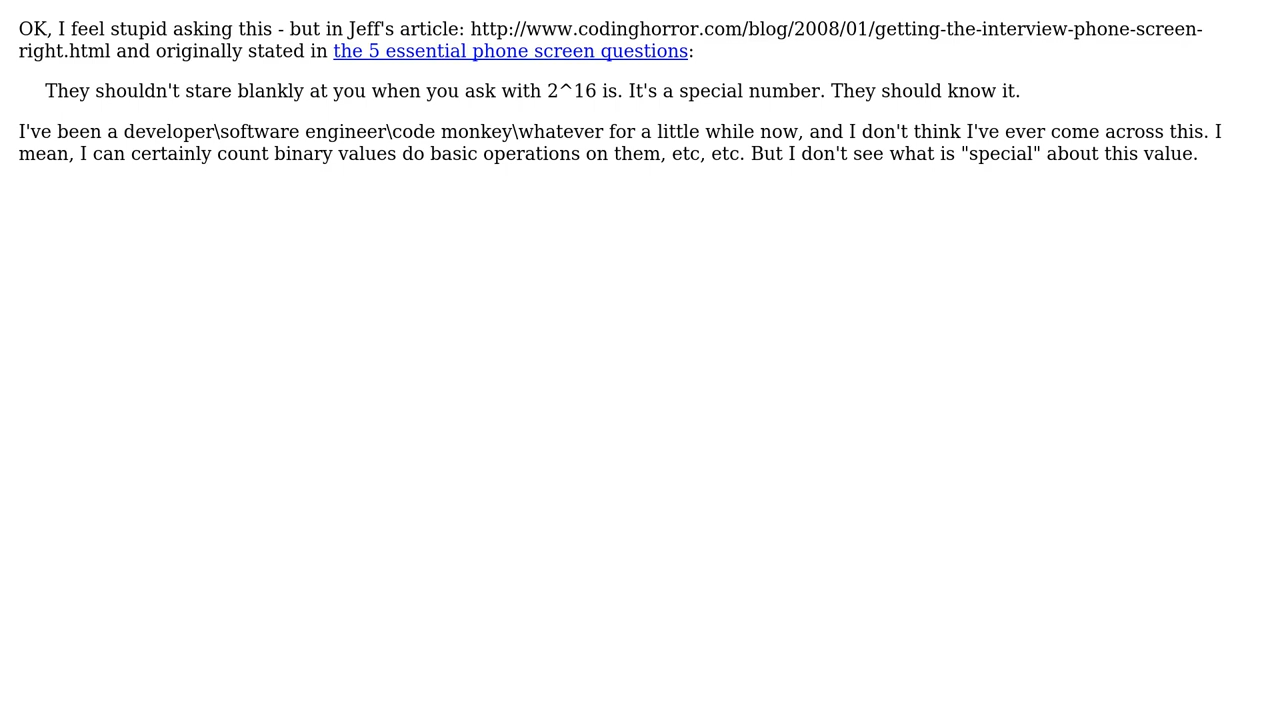 OK, I feel stupid asking this - but in Jeff's article: http://www.codinghorror.com/blog/2008/01/getting-the-interview-phone-screen-
right.html and originally stated in the 5 essential phone screen questions:
They shouldn't stare blankly at you when you ask with 2^16 is. It's a special number. They should know it.
I've been a developer\software engineer\code monkey\whatever for a little while now, and I don't think I've ever come across this. I
mean, I can certainly count binary values do basic operations on them, etc, etc. But I don't see what is "special" about this value.